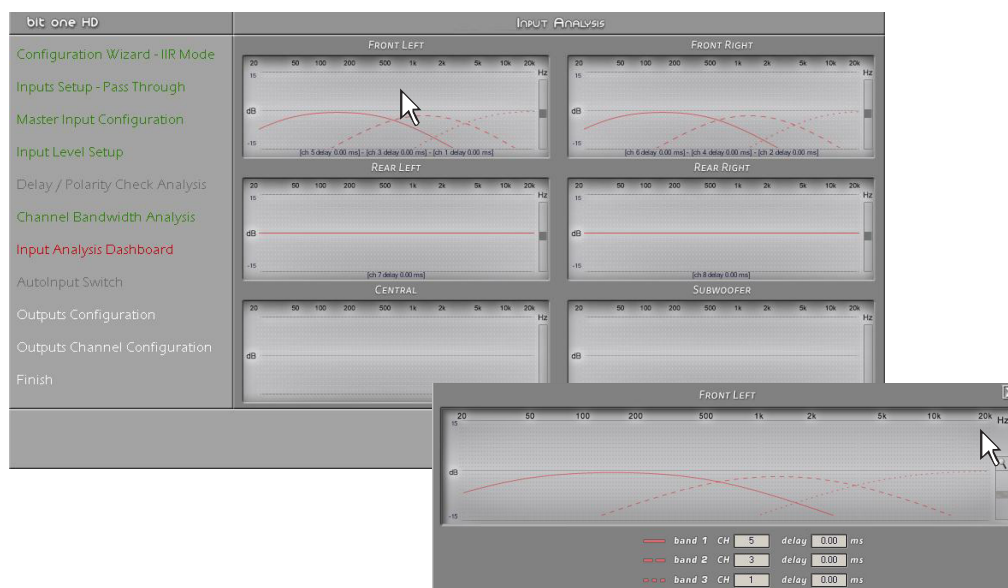 bit one HD
Input Analysis
Configuration Wizard - IIR Mode
Inputs Setup - Pass Through
Master Input Configuration
Input Level Setup
Delay / Polarity Check Analysis
Channel Bandwidth Analysis
Input Analysis Dashboard
AutoInput Switch
Outputs Configuration
Outputs Channel Configuration
Finish
Front Left
20 50 100 200 500 1k 2k 5k 10k 20k Hz
15
dB
-15
[ch 5 delay 0.00 ms] - [ch 3 delay 0.00 ms] - [ch 1 delay 0.00 ms]
Front Right
20 50 100 200 500 1k 2k 5k 10k 20k Hz
15
dB
-15
[ch 6 delay 0.00 ms] - [ch 4 delay 0.00 ms] - [ch 2 delay 0.00 ms]
Rear Left
20 50 100 200 500 1k 2k 5k 10k 20k Hz
15
dB
-15
[ch 7 delay 0.00 ms]
Rear Right
20 50 100 200 500 1k 2k 5k 10k 20k Hz
15
dB
-15
[ch 8 delay 0.00 ms]
Central
20 50 100 200 500 1k 2k 5k 10k 20k Hz
dB
Subwoofer
20 50 100 200 500 1k 2k 5k 10k 20k Hz
dB
Front Left
20 50 100 200 500 1k 2k 5k 10k 20k Hz
15
dB
-15
band 1 CH 5 delay 0.00 ms
band 2 CH 3 delay 0.00 ms
band 3 CH 1 delay 0.00 ms